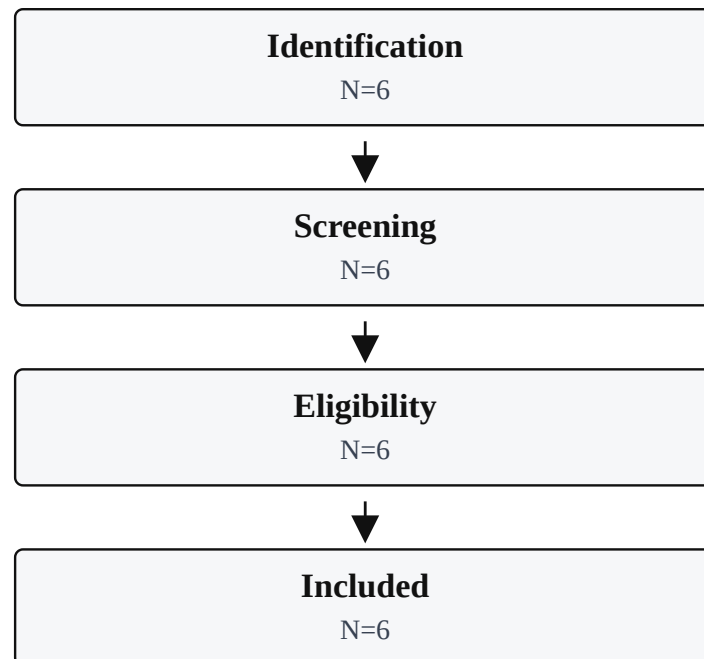 Identification
N=6
Screening
N=6
Eligibility
N=6
Included
N=6